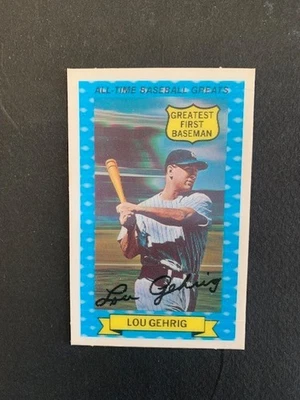 ALL TIME BASEBALL GREATS
GREATEST
FIRST
BASEMAN
Lou Gehrig
LOU GEHRIG